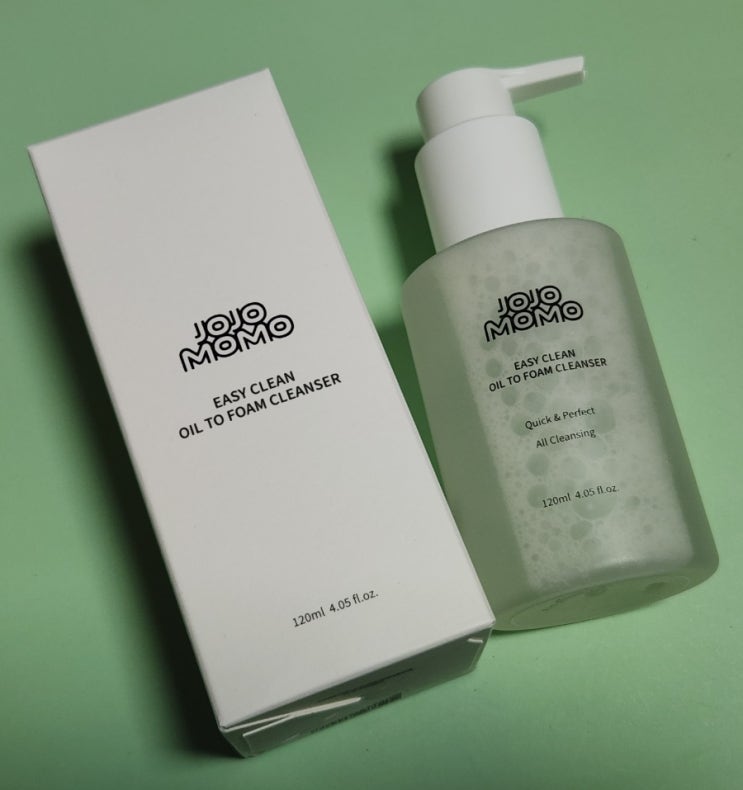 JOJO
MOMO
EASY CLEAN
OIL TO FOAM CLEANSER
120ml 4.05 fl.oz.
JOJO
MOMO
EASY CLEAN
OIL TO FOAM CLEANSER
Quick & Perfect
All Cleansing
120ml 4.05 fl.oz.